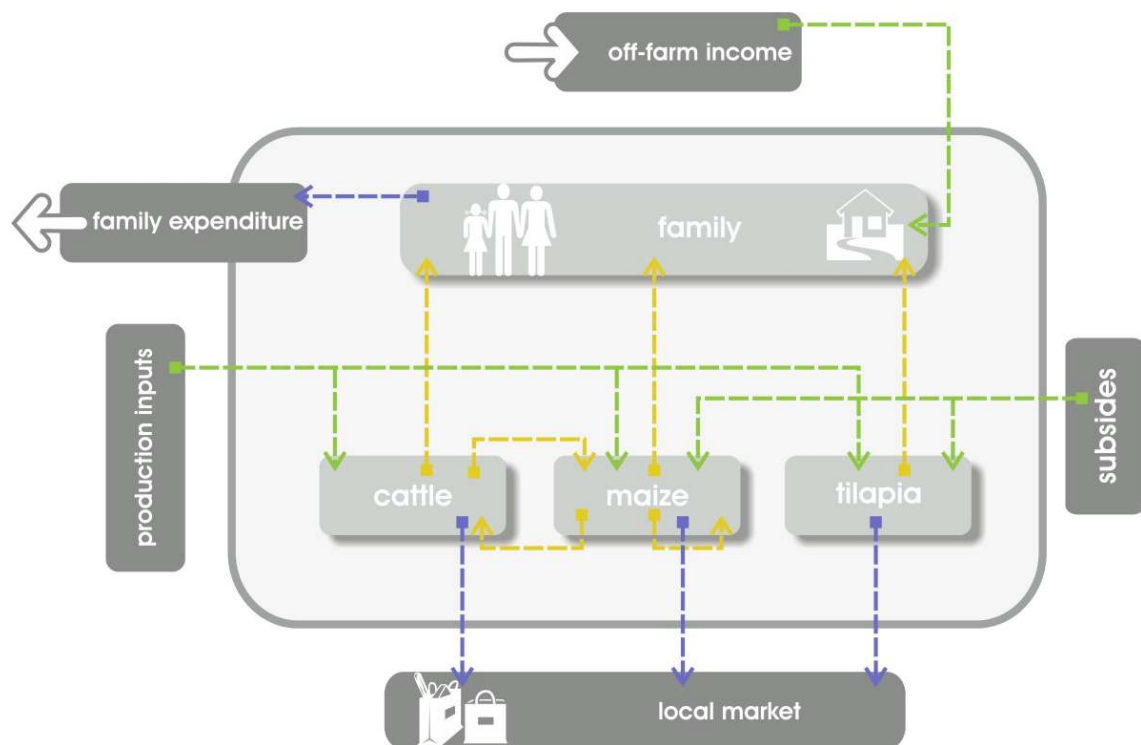 off-farm income
family expenditure
family
production inputs
subsides
cattle
maize
tilapia
local market